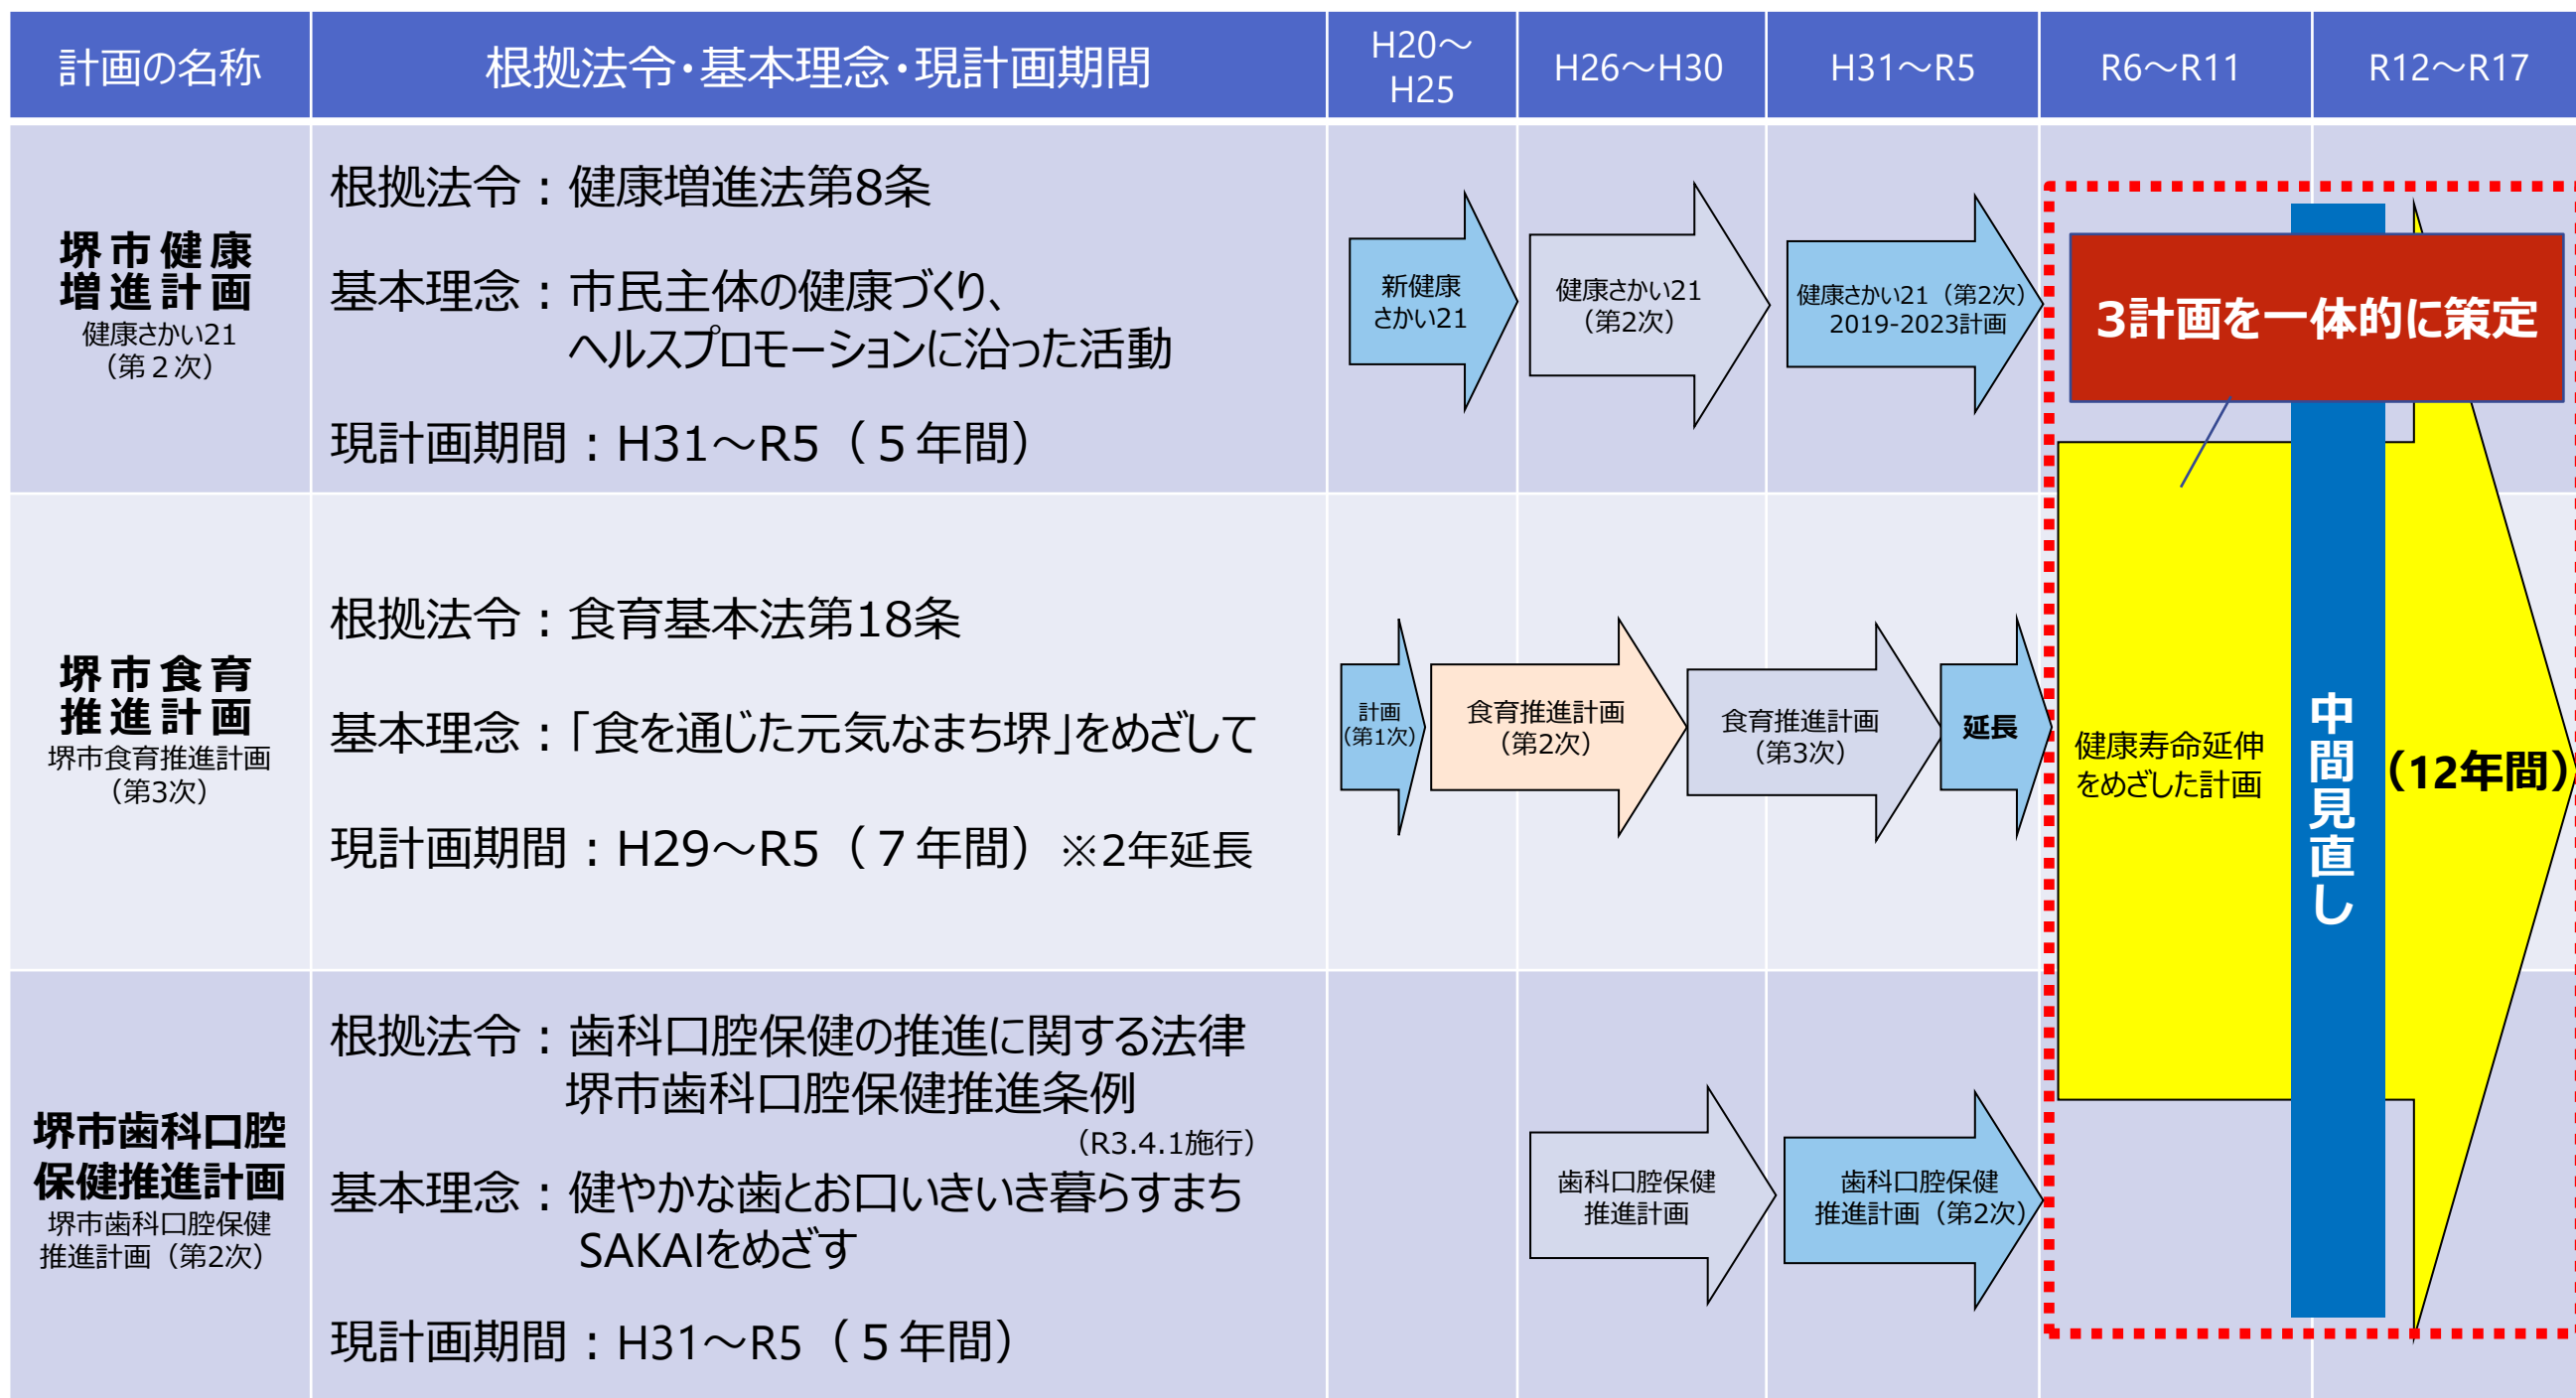 計画の名称
根拠法令・基本理念・現計画期間
H20～
H25
H26～H30
H31～R5
R6～R11
R12～R17
堺市健康
増進計画
健康さかい21
（第２次）
根拠法令：健康増進法第8条
基本理念：市民主体の健康づくり、
ヘルスプロモーションに沿った活動
現計画期間：H31～R5（５年間）
新健康
さかい21
健康さかい21
（第2次）
健康さかい21（第2次）
2019-2023計画
3計画を一体的に策定
堺市食育
推進計画
堺市食育推進計画
（第3次）
根拠法令：食育基本法第18条
基本理念：「食を通じた元気なまち堺」をめざして
現計画期間：H29～R5（７年間）※2年延長
計画
(第1次)
食育推進計画
（第2次）
食育推進計画
（第3次）
延長
健康寿命延伸
をめざした計画
中間見直し
（12年間）
堺市歯科口腔
保健推進計画
堺市歯科口腔保健
推進計画（第2次）
根拠法令：歯科口腔保健の推進に関する法律
堺市歯科口腔保健推進条例
（R3.4.1施行）
基本理念：健やかな歯とお口いきいき暮らすまち
SAKAIをめざす
現計画期間：H31～R5（５年間）
歯科口腔保健
推進計画
歯科口腔保健
推進計画（第2次）